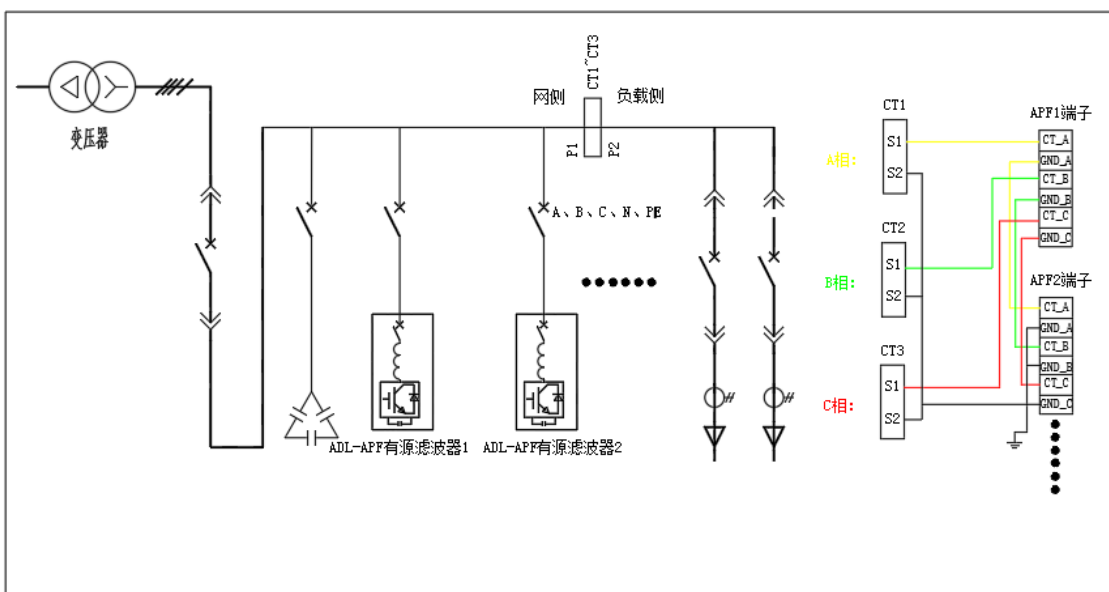 变压器
网侧
CT1~CT3
负载侧
P1
P2
A、B、C、N、PE
ADL-APF有源滤波器1
ADL-APF有源滤波器2
A相:
CT1
S1
S2
B相:
CT2
S1
S2
C相:
CT3
S1
S2
APF1端子
CT_A
GND_A
CT_B
GND_B
CT_C
GND_C
APF2端子
CT_A
GND_A
CT_B
GND_B
CT_C
GND_C